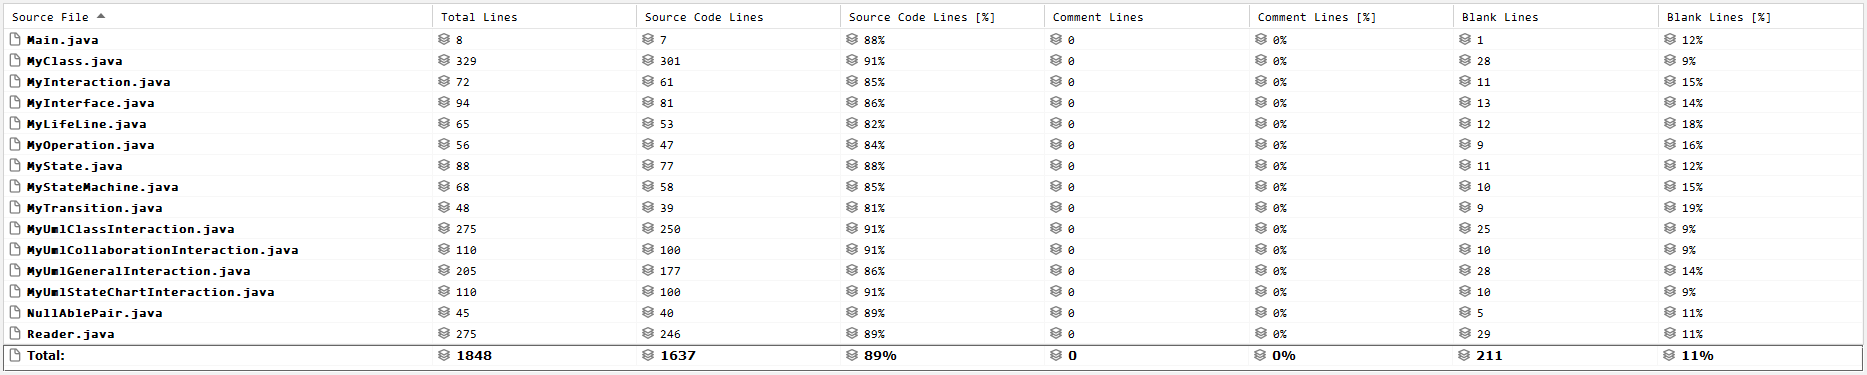 Source File Total Lines Source Code Lines Source Code Lines [%] Comment Lines Comment Lines [%] Blank Lines Blank Lines [%]
Main.java 8 7 88% 0 0% 1 12%
MyClass.java 329 301 91% 0 0% 28 9%
MyInteraction.java 72 61 85% 0 0% 11 15%
MyInterface.java 94 81 86% 0 0% 13 14%
MyLifeLine.java 65 53 82% 0 0% 12 18%
MyOperation.java 56 47 84% 0 0% 9 16%
MyState.java 88 77 88% 0 0% 11 12%
MyStateMachine.java 68 58 85% 0 0% 10 15%
MyTransition.java 48 39 81% 0 0% 9 19%
MyUmlClassInteraction.java 275 250 91% 0 0% 25 9%
MyUmlCollaborationInteraction.java 110 100 91% 0 0% 10 9%
MyUmlGeneralInteraction.java 205 177 86% 0 0% 28 14%
MyUmlStateChartInteraction.java 110 100 91% 0 0% 10 9%
NullAblePair.java 45 40 89% 0 0% 5 11%
Reader.java 275 246 89% 0 0% 29 11%
Total: 1848 1637 89% 0 0% 211 11%